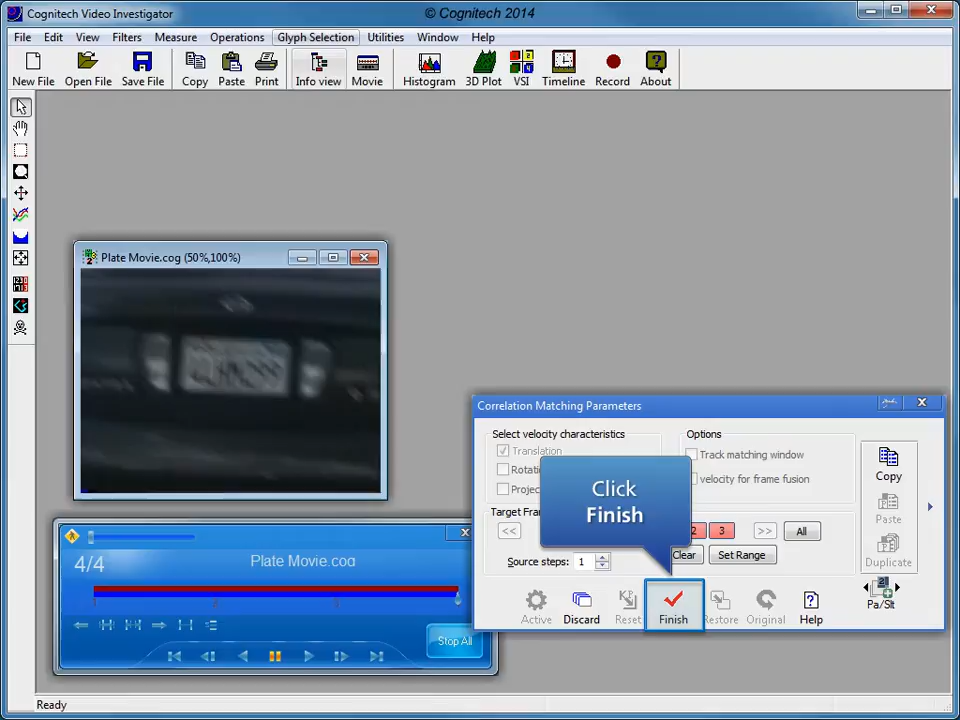 Cognitech Video Investigator
© Cognitech 2014
File Edit View Filters Measure Operations Glyph Selection Utilities Window Help
New File Open File Save File Copy Paste Print Info view Movie Histogram 3D Plot VSI Timeline Record About
Plate Movie.cog (50%,100%)
Correlation Matching Parameters
Select velocity characteristics
Options
Translation
Track matching window
velocity for frame fusion
Click
Finish
<< 2 3 >> All
Source steps: 1
Clear
Set Range
Copy
Paste
Duplicate
Active Discard Reset Finish Restore Original Help
Pa/Slt
4/4
Plate Movie.cog
Stop All
Ready